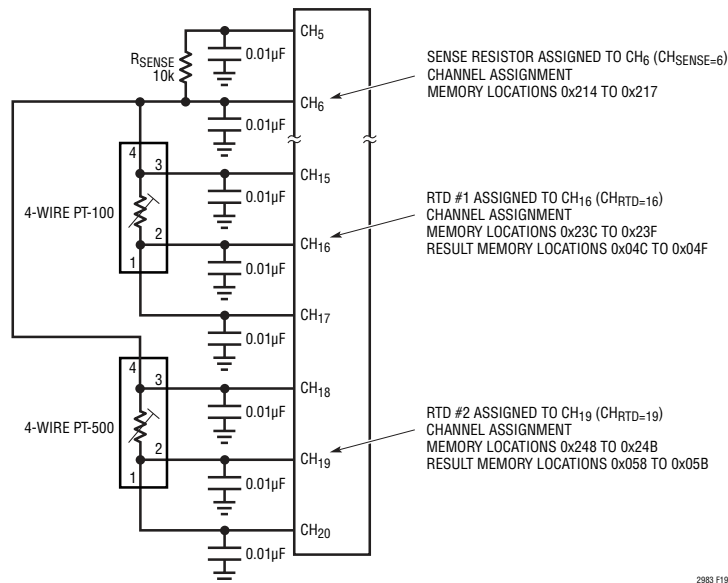 CH5
RSENSE
10k
0.01µF
SENSE RESISTOR ASSIGNED TO CH6 (CHSENSE=6)
CHANNEL ASSIGNMENT
MEMORY LOCATIONS 0x214 TO 0x217
CH6
0.01µF
4
3
CH15
0.01µF
4-WIRE PT-100
2
CH16
RTD #1 ASSIGNED TO CH16 (CHRTD=16)
CHANNEL ASSIGNMENT
MEMORY LOCATIONS 0x23C TO 0x23F
RESULT MEMORY LOCATIONS 0x04C TO 0x04F
1
0.01µF
CH17
0.01µF
4
3
CH18
0.01µF
4-WIRE PT-500
2
CH19
RTD #2 ASSIGNED TO CH19 (CHRTD=19)
CHANNEL ASSIGNMENT
MEMORY LOCATIONS 0x248 TO 0x24B
RESULT MEMORY LOCATIONS 0x058 TO 0x05B
1
0.01µF
CH20
0.01µF
2983 F19